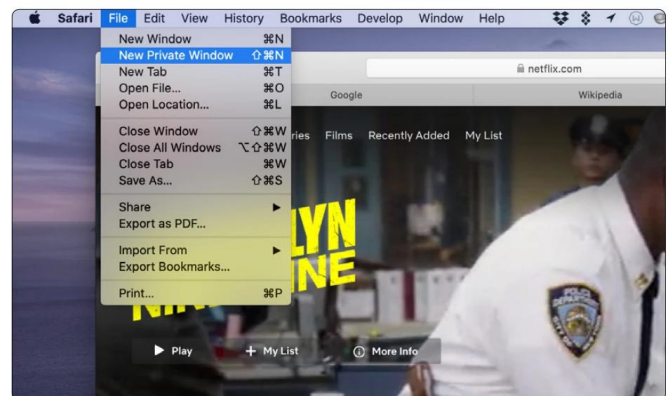 Safari File Edit View History Bookmarks Develop Window Help
New Window ⌘N
New Private Window ⇧⌘N
New Tab ⌘T
Open File... ⌘O
Open Location... ⌘L
Close Window ⇧⌘W
Close All Windows ⌥⇧⌘W
Close Tab ⌘W
Save As... ⇧⌘S
Share
Export as PDF...
Import From
Export Bookmarks...
Print... ⌘P
netflix.com
Google Wikipedia
ries Films Recently Added My List
LYN
NINE
Play + My List More Info
POLICE